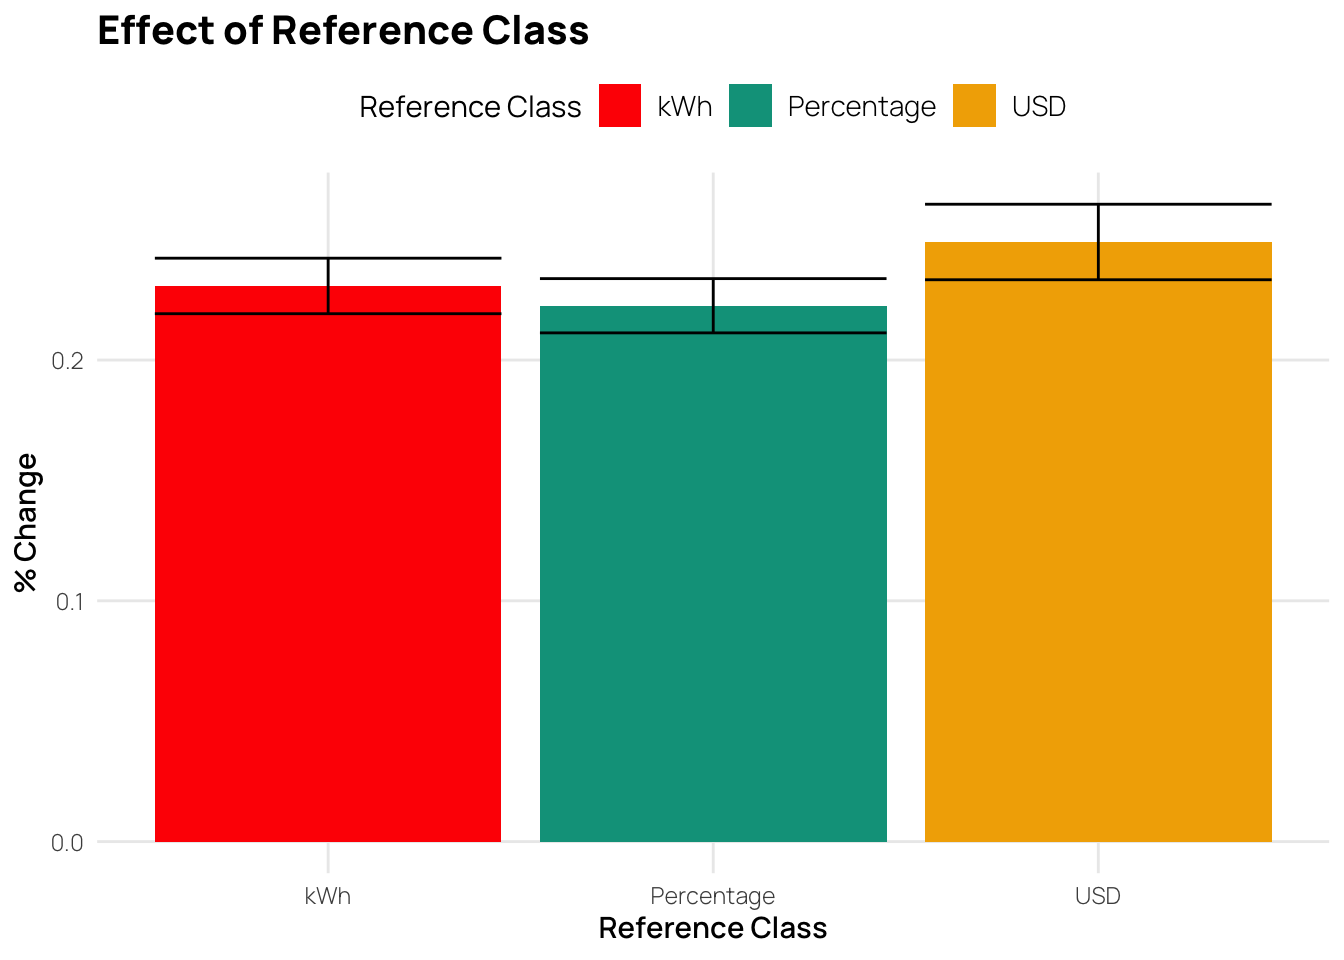 Effect of Reference Class
Reference Class kWh Percentage USD
0.2
0.1
0.0
% Change
kWh Percentage USD
Reference Class